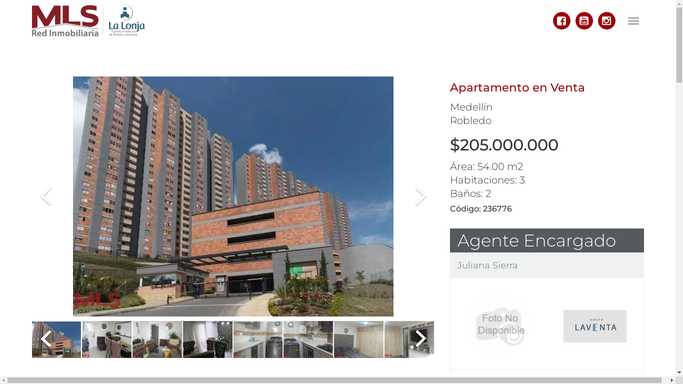 MLS
Red Inmobiliaria
La Lonja
Apartamento en Venta
Medellín
Robledo
$205.000.000
Área: 54.00 m2
Habitaciones: 3
Baños: 2
Código: 236776
Agente Encargado
Juliana Sierra
Foto No
Disponible
LAVENTA
MLS